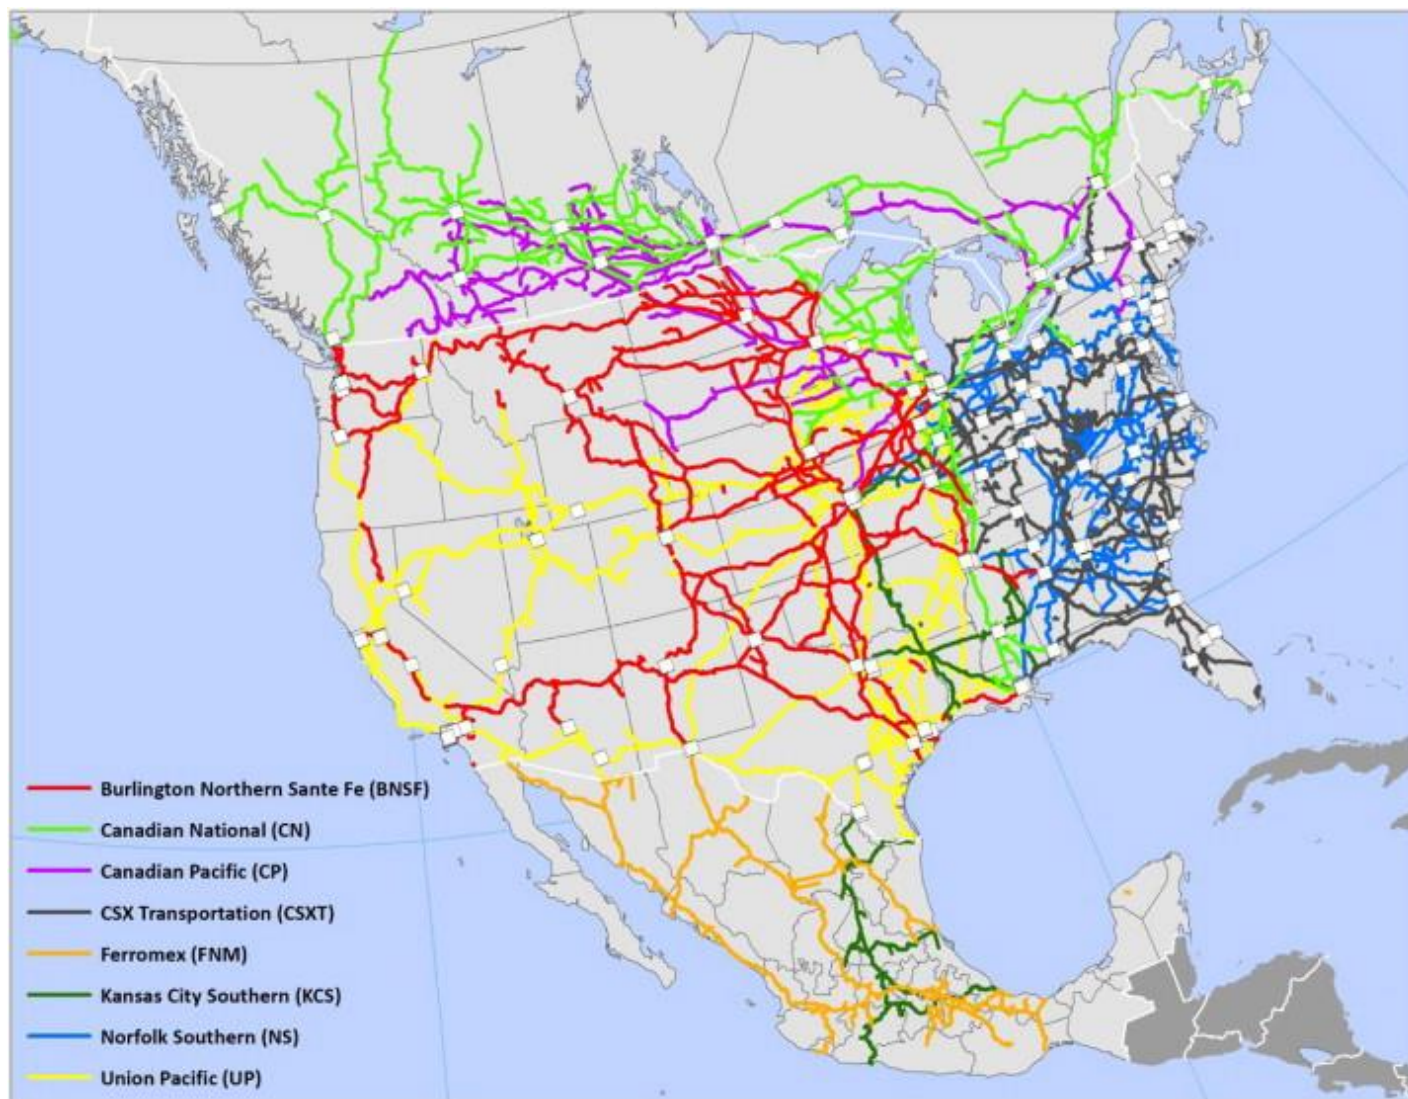 Burlington Northern Sante Fe (BNSF)
Canadian National (CN)
Canadian Pacific (CP)
CSX Transportation (CSXT)
Ferromex (FNM)
Kansas City Southern (KCS)
Norfolk Southern (NS)
Union Pacific (UP)